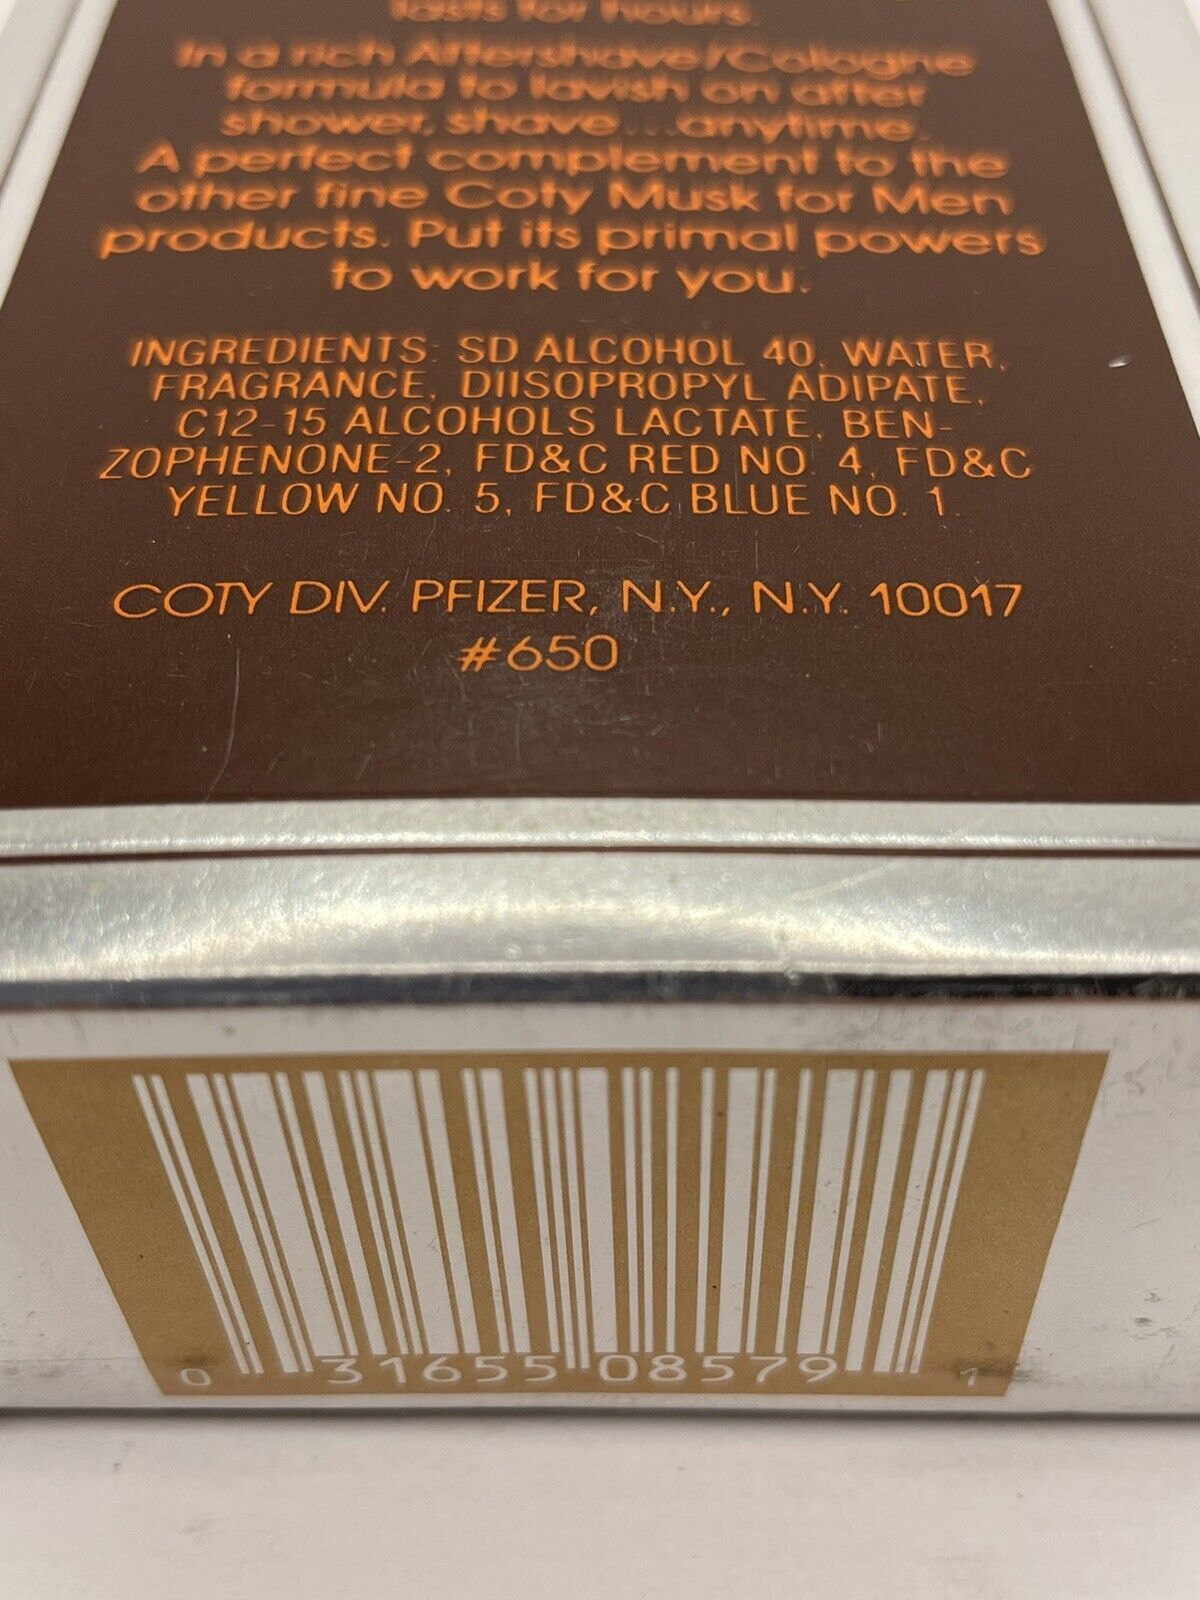 lasts for hours.
In a rich Aftershave/Cologne
formula to lavish on after
shower, shave...anytime.
A perfect complement to the
other fine Coty Musk for Men
products. Put its primal powers
to work for you.
INGREDIENTS: SD ALCOHOL 40, WATER,
FRAGRANCE, DIISOPROPYL ADIPATE,
C12-15 ALCOHOLS LACTATE, BEN-
ZOPHENONE-2, FD&C RED NO. 4, FD&C
YELLOW NO. 5, FD&C BLUE NO. 1.
COTY DIV. PFIZER, N.Y., N.Y. 10017
#650
0 31655 08579 1